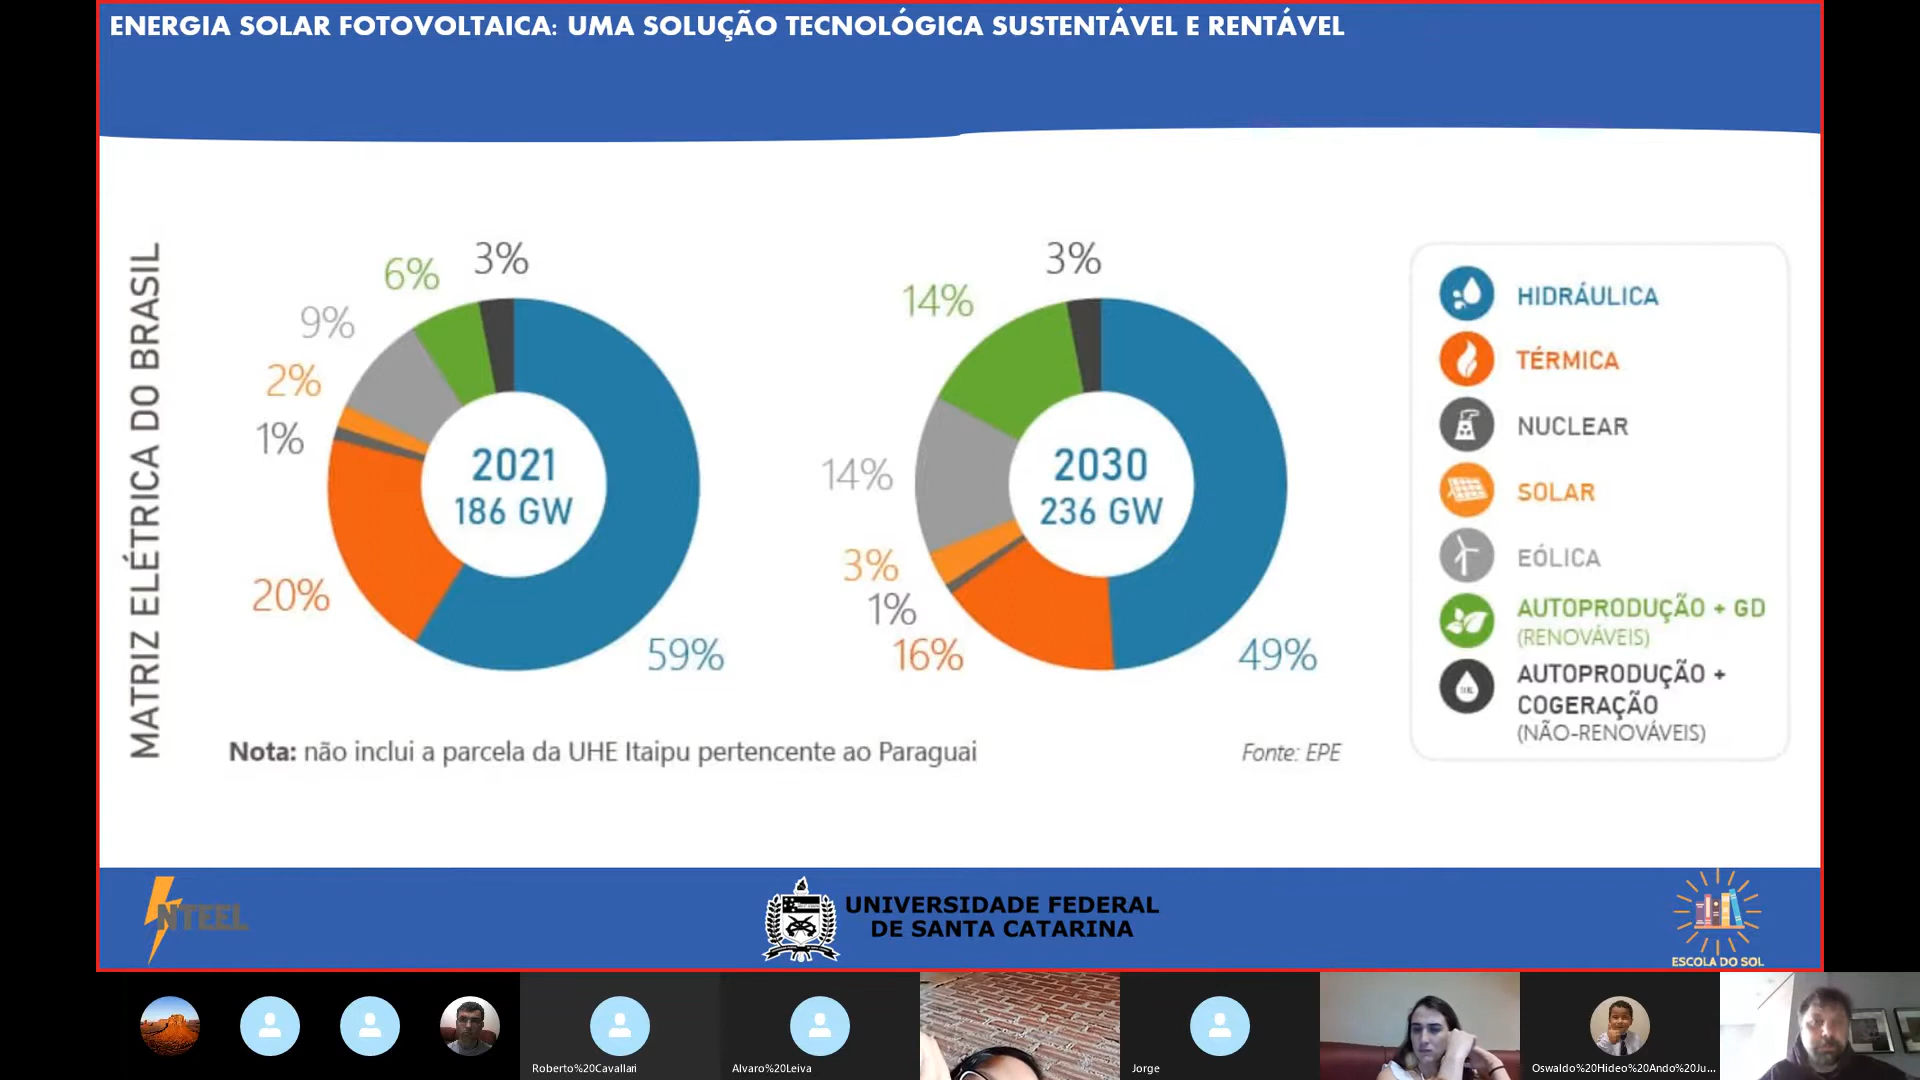 ENERGIA SOLAR FOTOVOLTAICA: UMA SOLUÇÃO TECNOLÓGICA SUSTENTÁVEL E RENTÁVEL
MATRIZ ELÉTRICA DO BRASIL
3%
6%
9%
2%
1%
20%
59%
2021
186 GW
3%
14%
14%
3%
1%
16%
49%
2030
236 GW
HIDRÁULICA
TÉRMICA
NUCLEAR
SOLAR
EÓLICA
AUTOPRODUÇÃO + GD
(RENOVÁVEIS)
AUTOPRODUÇÃO +
COGERAÇÃO
(NÃO-RENOVÁVEIS)
Nota: não inclui a parcela da UHE Itaipu pertencente ao Paraguai
Fonte: EPE
NTEEL
UNIVERSIDADE FEDERAL
DE SANTA CATARINA
ESCOLA DO SOL
Roberto%20Cavallari
Alvaro%20Leiva
Jorge
Oswaldo%20Hideo%20Ando%20Ju...